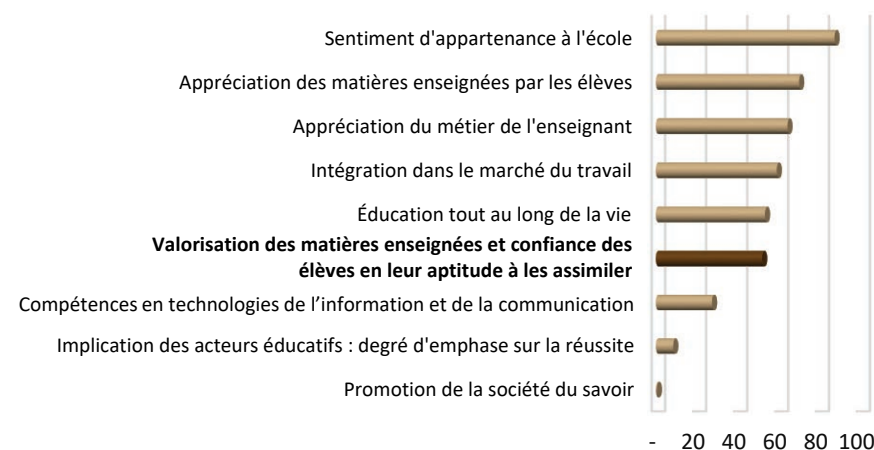 Sentiment d'appartenance à l'école
Appréciation des matières enseignées par les élèves
Appréciation du métier de l'enseignant
Intégration dans le marché du travail
Éducation tout au long de la vie
Valorisation des matières enseignées et confiance des
élèves en leur aptitude à les assimiler
Compétences en technologies de l’information et de la communication
Implication des acteurs éducatifs : degré d'emphase sur la réussite
Promotion de la société du savoir
- 20 40 60 80 100